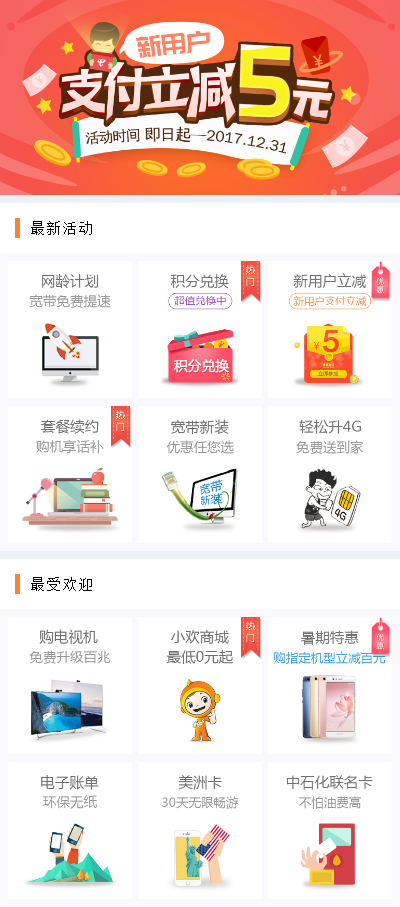 新用户
支付立减5元
活动时间 即日起—2017.12.31
最新活动
网龄计划
宽带免费提速
积分兑换
超值兑换中
热门
积分兑换
新用户立减
新用户支付立减
优惠
¥5
套餐续约
购机享话补
热门
宽带新装
优惠任您选
宽带新装
轻松升4G
免费送到家
4G
最受欢迎
购电视机
免费升级百兆
小欢商城
最低0元起
热门
暑期特惠
购指定机型立减百元
优惠
电子账单
环保无纸
美洲卡
30天无限畅游
中石化联名卡
不怕油费高